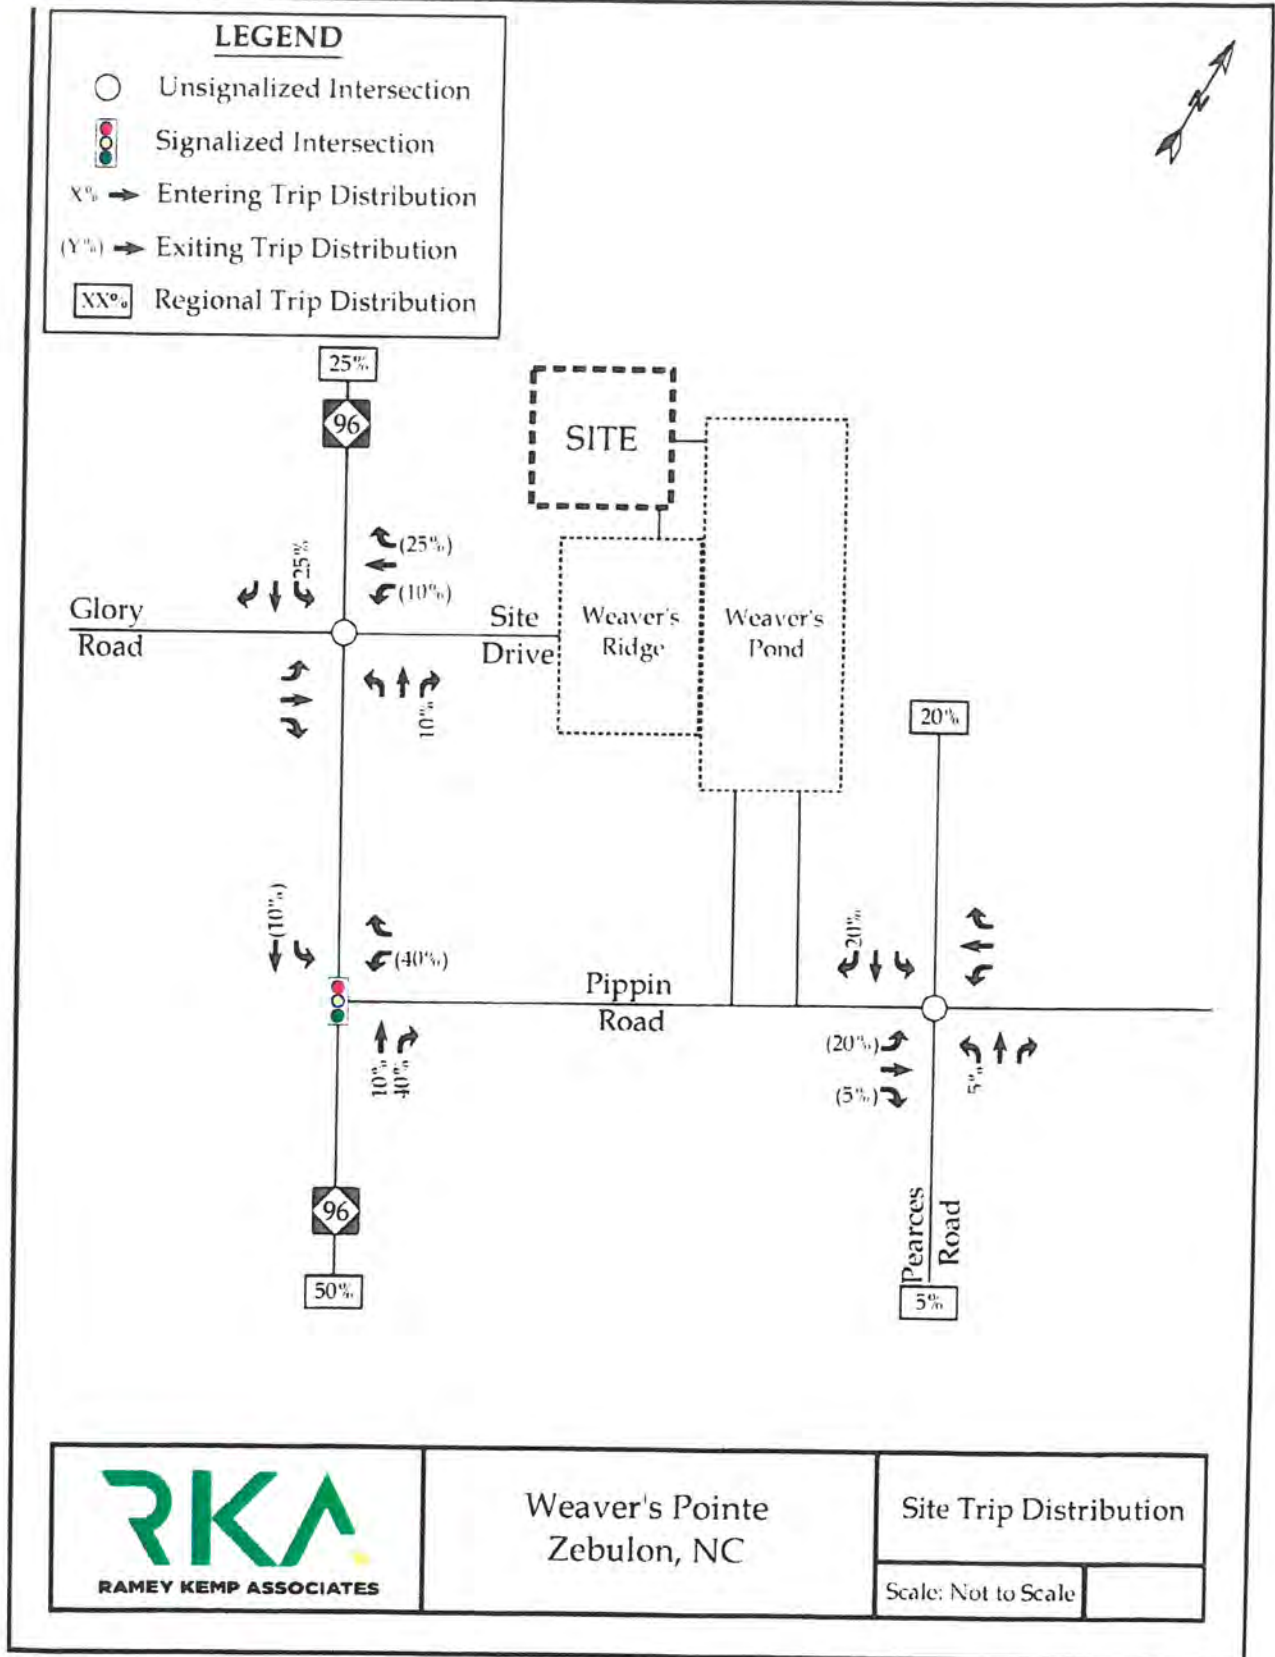 LEGEND
Unsignalized Intersection
Signalized Intersection
X% Entering Trip Distribution
(Y%) Exiting Trip Distribution
XX% Regional Trip Distribution
N
25%
96
SITE
25%
(25%)
(10%)
Glory
Road
Site
Drive
Weaver's
Ridge
Weaver's
Pond
10%
20%
(10%)
(40%)
Pippin
Road
20%
10%
40%
(20%)
(5%)
5%
96
50%
Pearces
Road
5%
RKA
RAMEY KEMP ASSOCIATES
Weaver's Pointe
Zebulon, NC
Site Trip Distribution
Scale: Not to Scale